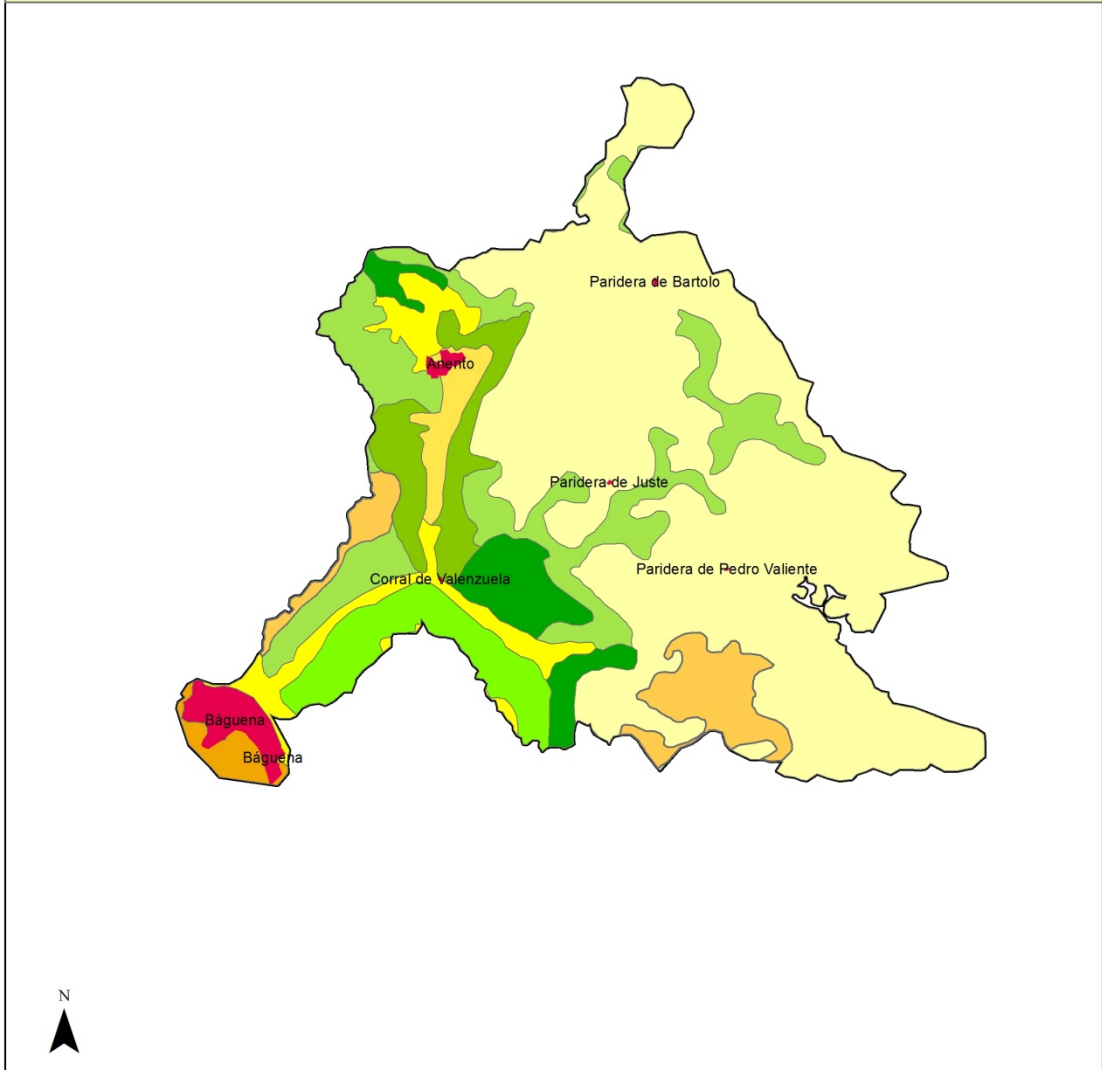 Paridera de Bartolo
Anento
Paridera de Juste
Paridera de Pedro Valiente
Corral de Valenzuela
Báguena
Báguena
N